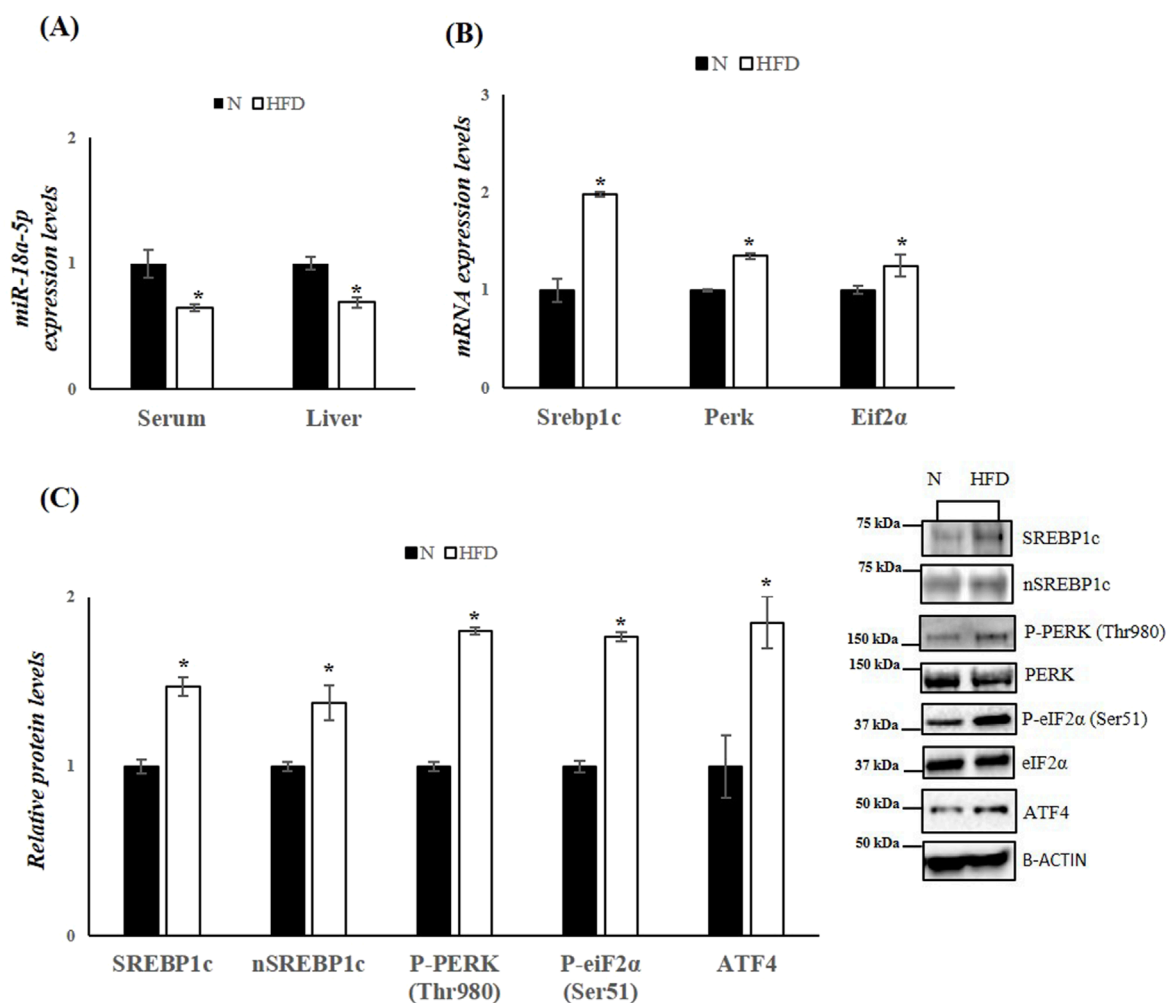 (A)
N HFD
miR-18a-5p
expression levels
2
1
0
* *
Serum Liver
(B)
N HFD
mRNA expression levels
3
2
1
0
* * *
Srebp1c Perk Eif2α
(C)
N HFD
Relative protein levels
2
1
0
* * * * *
SREBP1c nSREBP1c P-PERK P-eiF2α ATF4
(Thr980) (Ser51)
N HFD
75 kDa SREBP1c
75 kDa nSREBP1c
150 kDa P-PERK (Thr980)
150 kDa PERK
37 kDa P-eIF2α (Ser51)
37 kDa eIF2α
50 kDa ATF4
50 kDa B-ACTIN